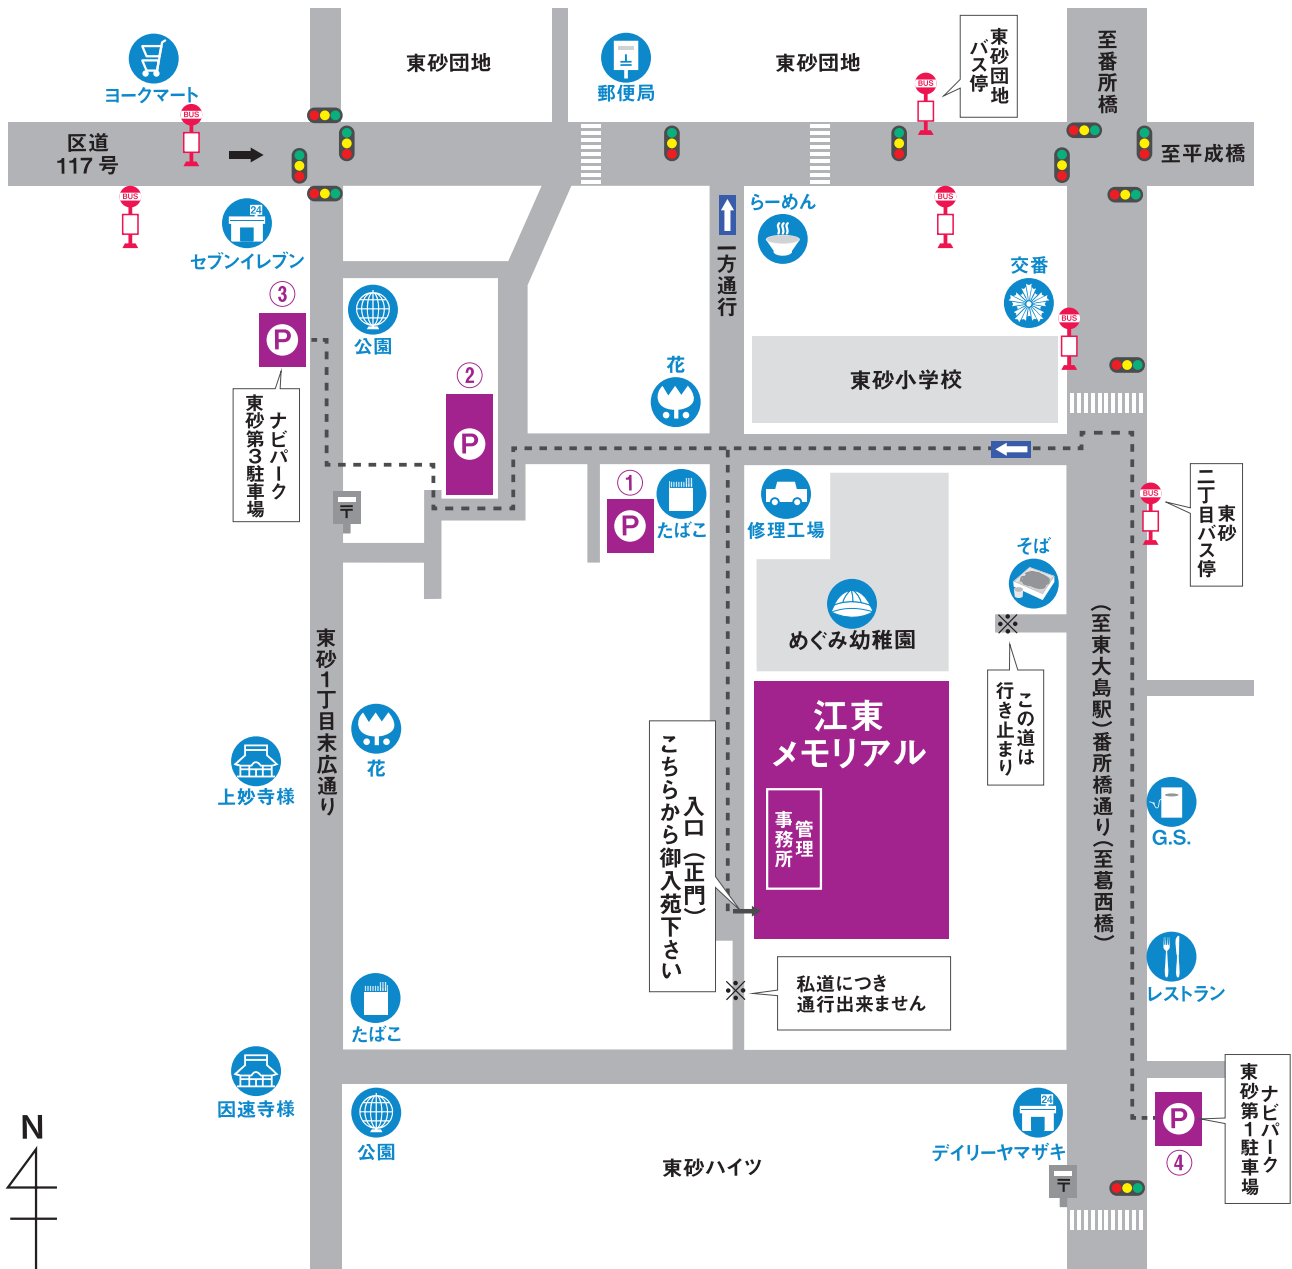 東砂団地
東砂団地
東砂団地
バス停
至番所橋
ヨークマート
郵便局
BUS
BUS
区道
117号
至平成橋
BUS
BUS
24
セブンイレブン
らーめん
一方通行
交番
BUS
③
P
公園
②
P
花
東砂小学校
ナビパーク
東砂第3駐車場
〒
①
P
たばこ
修理工場
BUS
東砂
二丁目バス停
そば
※
この道は
行き止まり
めぐみ幼稚園
江東
メモリアル
管理
事務所
入口（正門）
こちらから御入苑下さい
東砂1丁目末広通り
(至東大島駅)番所橋通り(至葛西橋)
花
上妙寺様
G.S.
※
私道につき
通行出来ません
レストラン
たばこ
因速寺様
公園
24
デイリーヤマザキ
〒
P
④
ナビパーク
東砂第1駐車場
東砂ハイツ
N